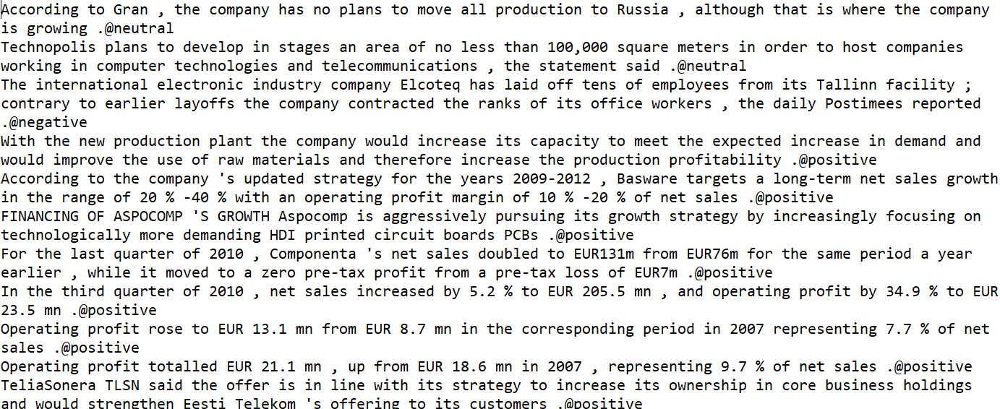 According to Gran , the company has no plans to move all production to Russia , although that is where the company
is growing .@neutral
Technopolis plans to develop in stages an area of no less than 100,000 square meters in order to host companies
working in computer technologies and telecommunications , the statement said .@neutral
The international electronic industry company Elcoteq has laid off tens of employees from its Tallinn facility ;
contrary to earlier layoffs the company contracted the ranks of its office workers , the daily Postimees reported
.@negative
With the new production plant the company would increase its capacity to meet the expected increase in demand and
would improve the use of raw materials and therefore increase the production profitability .@positive
According to the company 's updated strategy for the years 2009-2012 , Basware targets a long-term net sales growth
in the range of 20 % -40 % with an operating profit margin of 10 % -20 % of net sales .@positive
FINANCING OF ASPOCOMP 'S GROWTH Aspocomp is aggressively pursuing its growth strategy by increasingly focusing on
technologically more demanding HDI printed circuit boards PCBs .@positive
For the last quarter of 2010 , Componenta 's net sales doubled to EUR131m from EUR76m for the same period a year
earlier , while it moved to a zero pre-tax profit from a pre-tax loss of EUR7m .@positive
In the third quarter of 2010 , net sales increased by 5.2 % to EUR 205.5 mn , and operating profit by 34.9 % to EUR
23.5 mn .@positive
Operating profit rose to EUR 13.1 mn from EUR 8.7 mn in the corresponding period in 2007 representing 7.7 % of net
sales .@positive
Operating profit totalled EUR 21.1 mn , up from EUR 18.6 mn in 2007 , representing 9.7 % of net sales .@positive
TeliaSonera TLSN said the offer is in line with its strategy to increase its ownership in core business holdings
and would strengthen Eesti Telekom 's offering to its customers .@positive